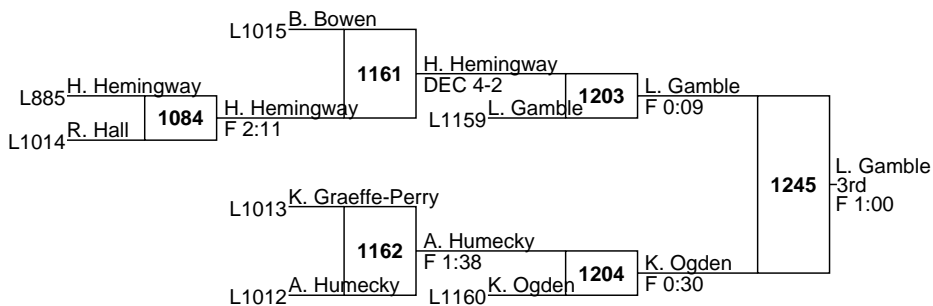 B. Bowen
L1015
1161
H. Hemingway
DEC 4-2
H. Hemingway
L885
1084
H. Hemingway
F 2:11
R. Hall
L1014
L. Gamble
L1159
1203
L. Gamble
F 0:09
1245
L. Gamble
3rd
F 1:00
K. Graeffe-Perry
L1013
1162
A. Humecky
F 1:38
A. Humecky
L1012
K. Ogden
L1160
1204
K. Ogden
F 0:30